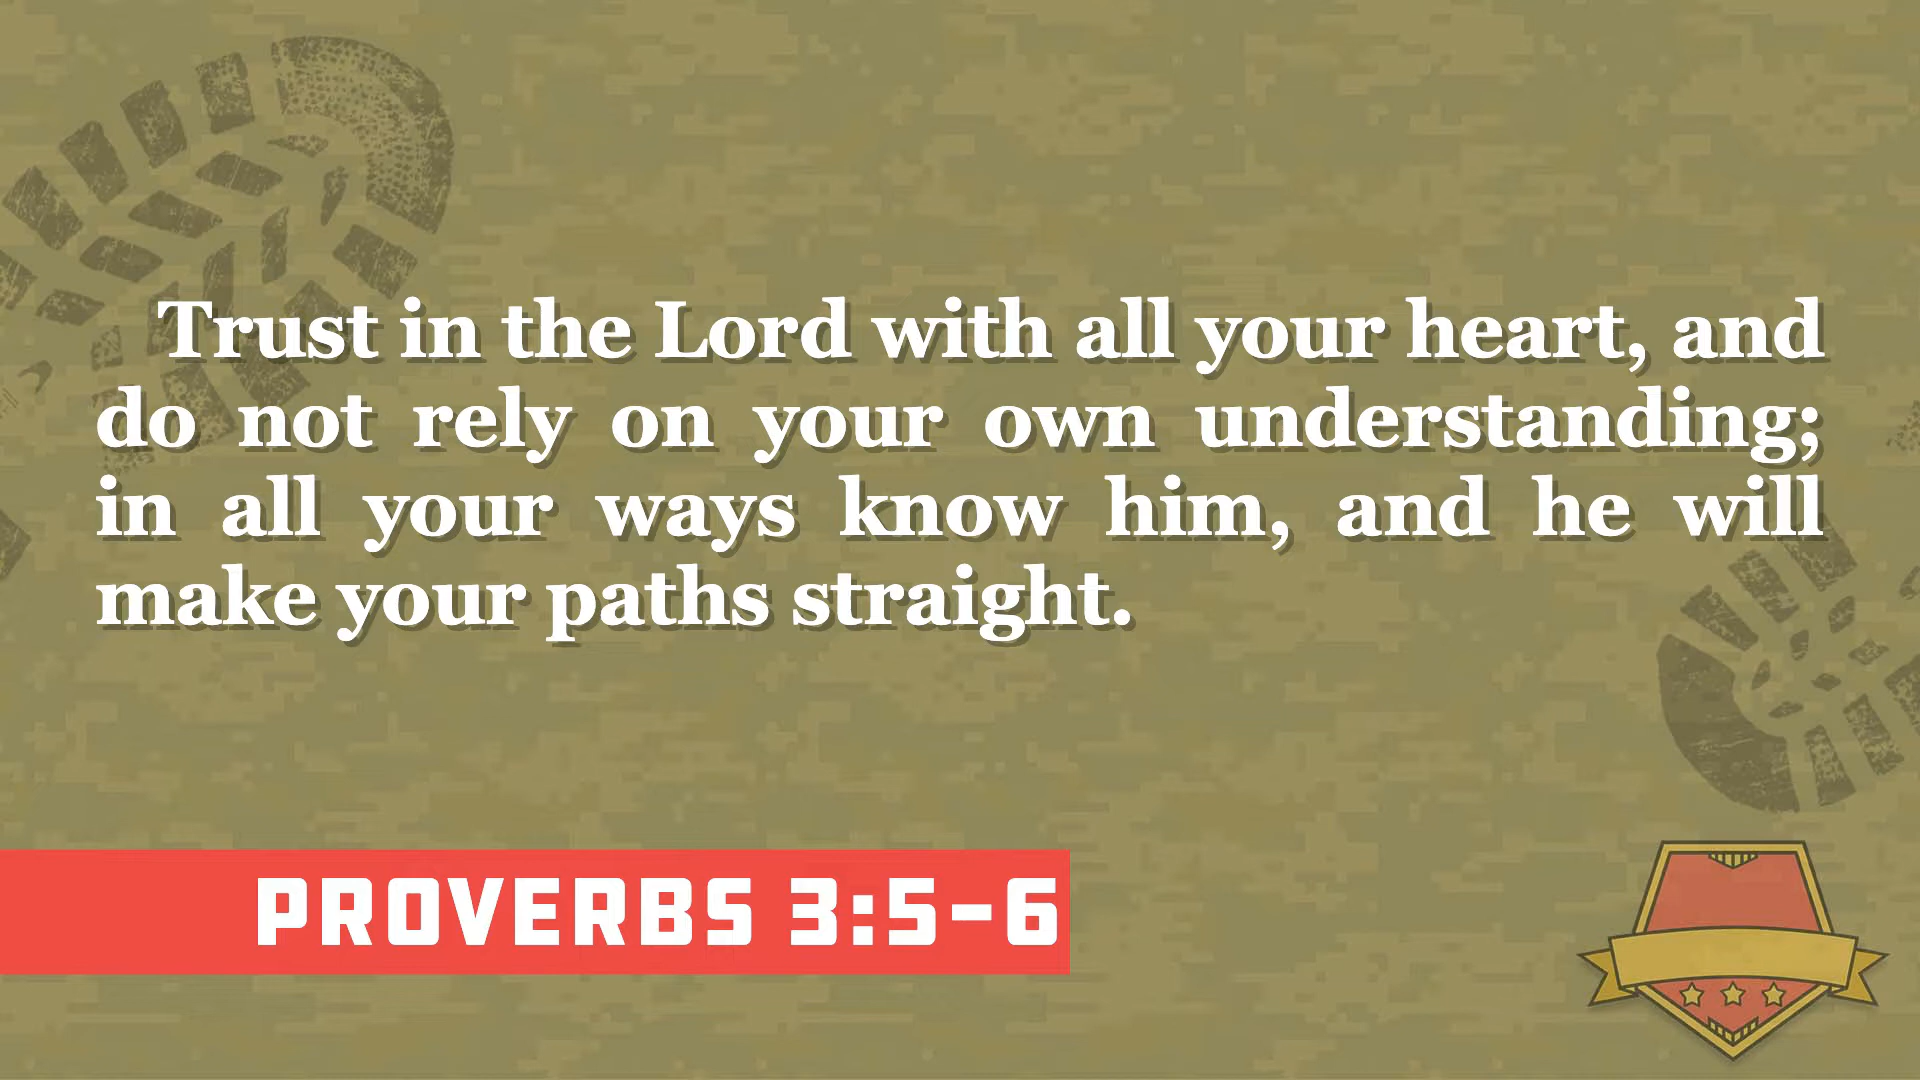 Trust in the Lord with all your heart, and
do not rely on your own understanding;
in all your ways know him, and he will
make your paths straight.
PROVERBS 3:5-6